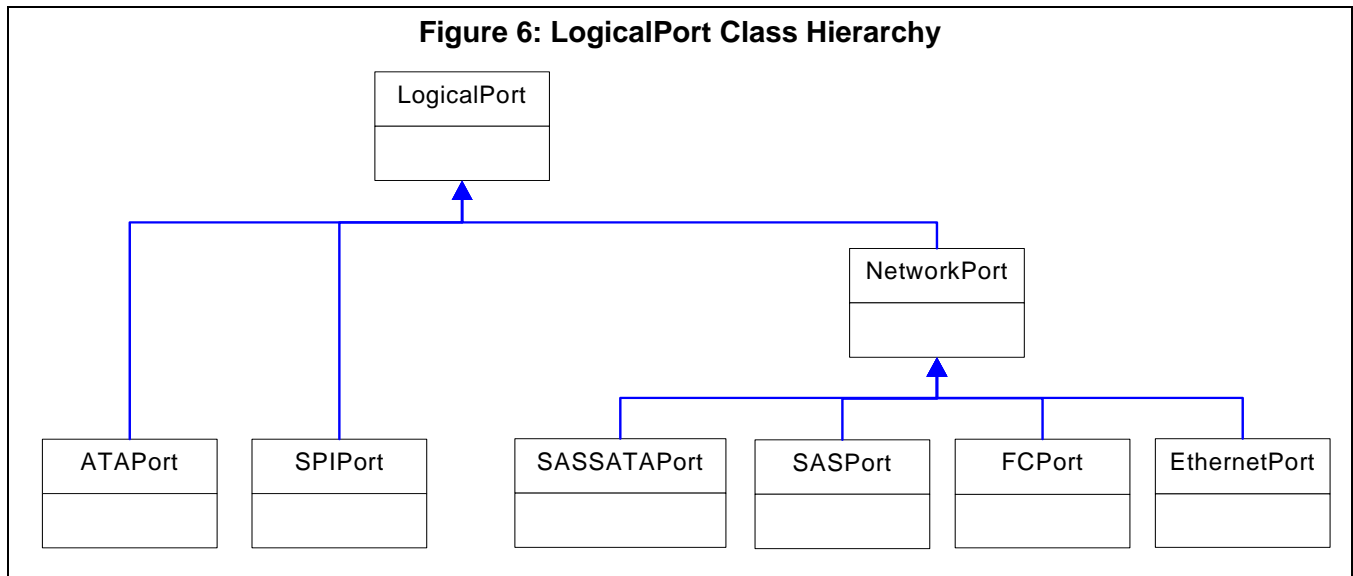 Figure 6: LogicalPort Class Hierarchy
LogicalPort
NetworkPort
ATAPort
SPIPort
SASSATAPort
SASPort
FCPort
EthernetPort